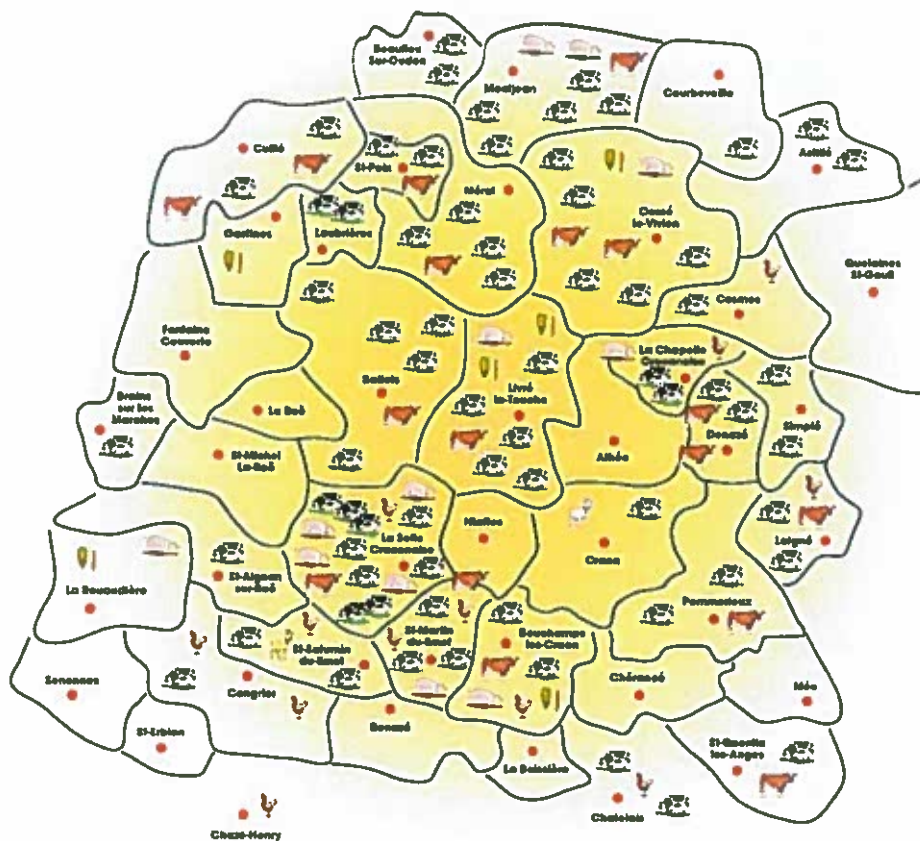 Beaulieu
Sur-Oudon
Montjean
Courbeveille
Astillé
Cuillé
St-Poix
Méral
Cossé
le-Vivien
Gastines
Laubrières
Quelaines
St-Gault
Cosmes
Fontaine
Couverte
La Chapelle
Craonnaise
Ballots
Livré
la-Touche
Brains
sur Les
Marches
La Roë
Simplé
Denazé
Athée
St-Michel
La-Roë
Niafles
La Selle
Craonnaise
Craon
Laigné
St-Aignan
sur-Roë
La Rouaudière
Pommerieux
St-Martin
du-Limet
Bouchamps
les-Craon
St-Saturnin
du-Limet
Senonnes
Congrier
Chérancé
Mée
St-Erblon
Renazé
St-Quentin
les-Anges
La Boissière
Chatelais
Chazé-Henry